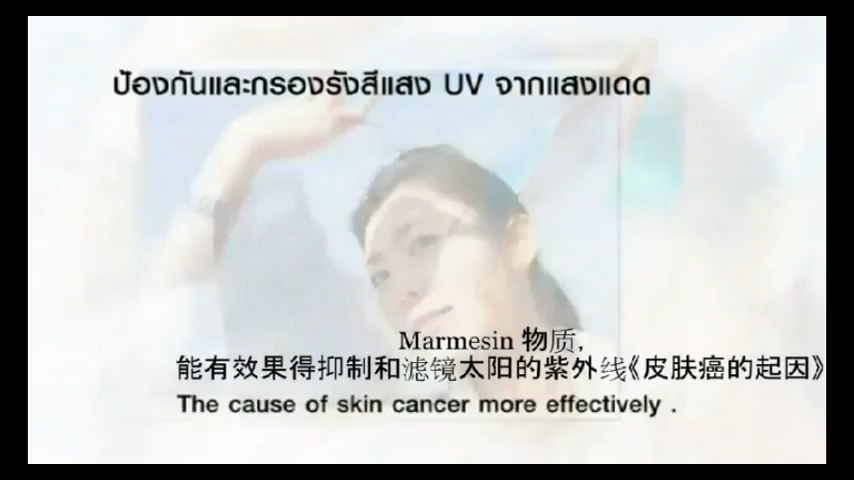 ป้องกันและกรองรังสีแสง UV จากแสงแดด
Marmesin 物质,
能有效果得抑制和滤镜太阳的紫外线《皮肤癌的起因》
The cause of skin cancer more effectively .